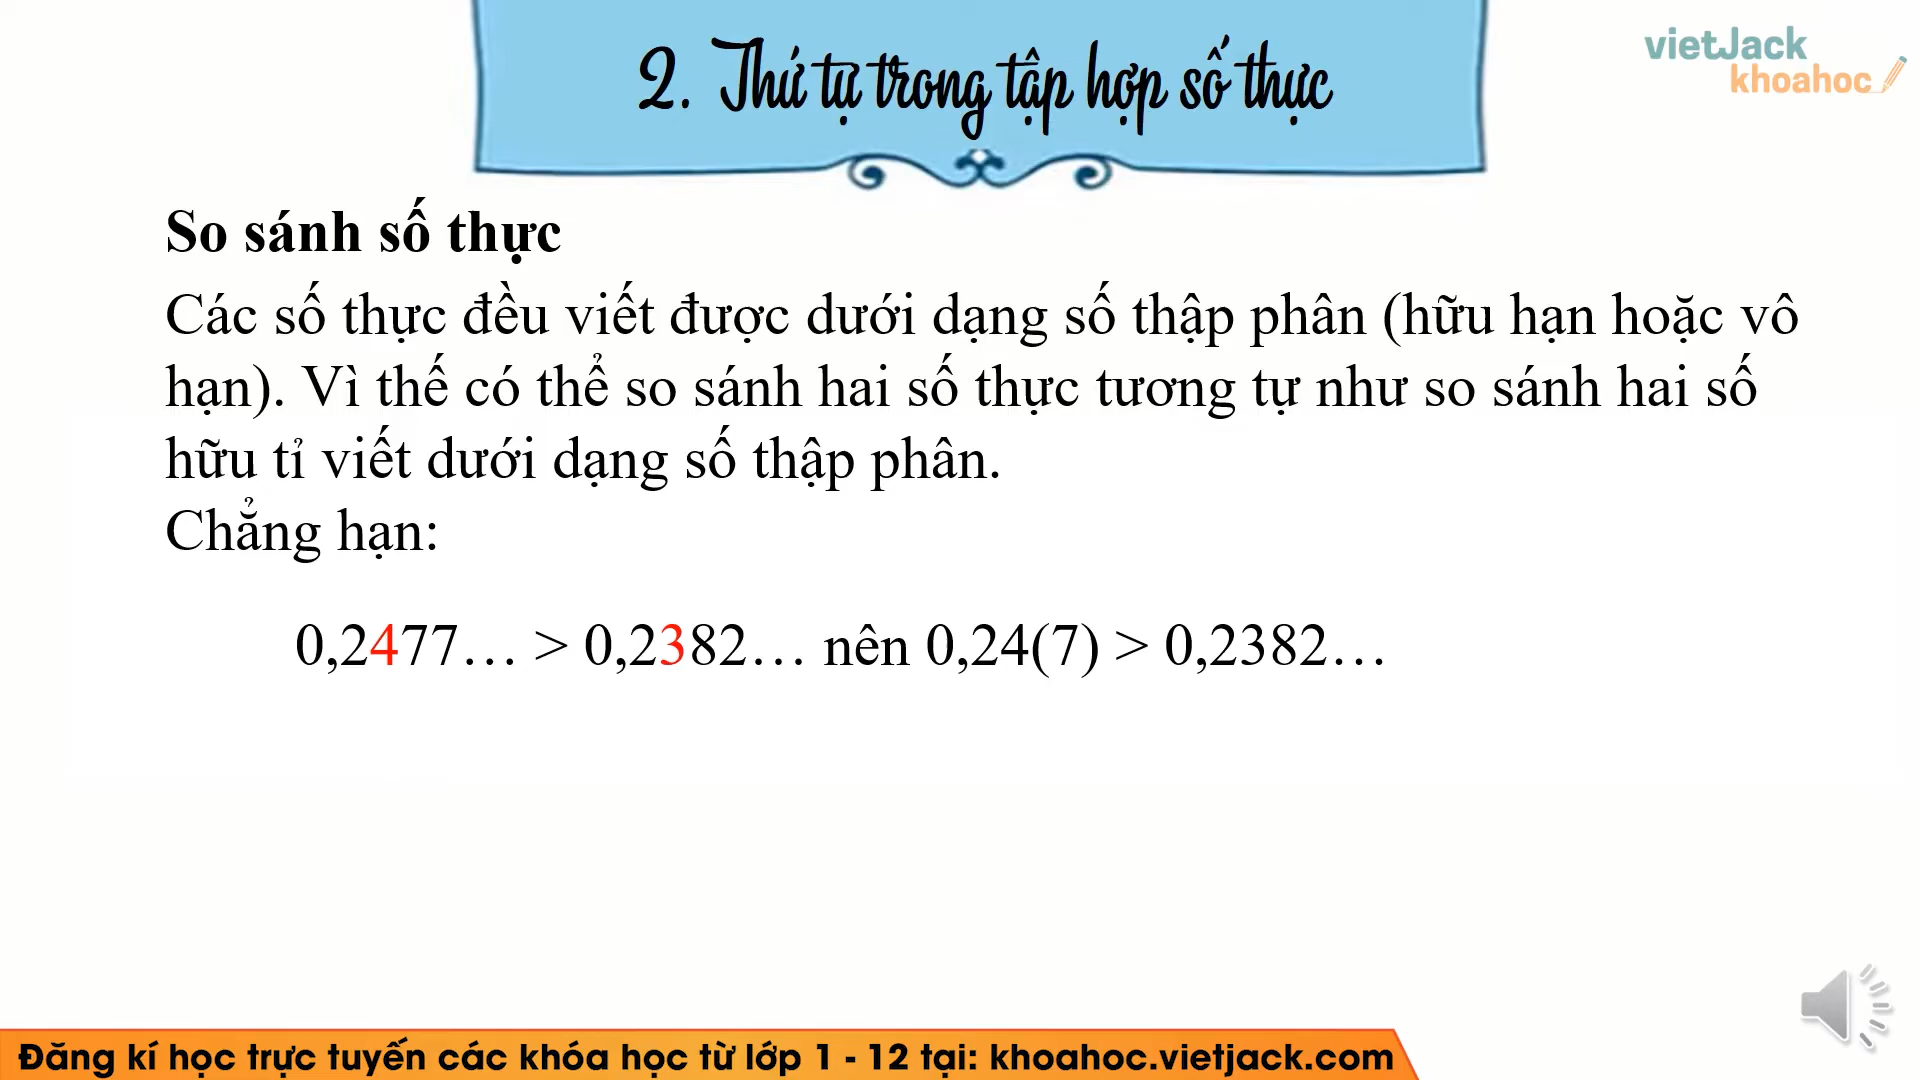 2. Thứ tự trong tập hợp số thực
vietJack
khoahoc
So sánh số thực
Các số thực đều viết được dưới dạng số thập phân (hữu hạn hoặc vô
hạn). Vì thế có thể so sánh hai số thực tương tự như so sánh hai số
hữu tỉ viết dưới dạng số thập phân.
Chẳng hạn:
0,2477… > 0,2382… nên 0,24(7) > 0,2382…
Đăng kí học trực tuyến các khóa học từ lớp 1 - 12 tại: khoahoc.vietjack.com